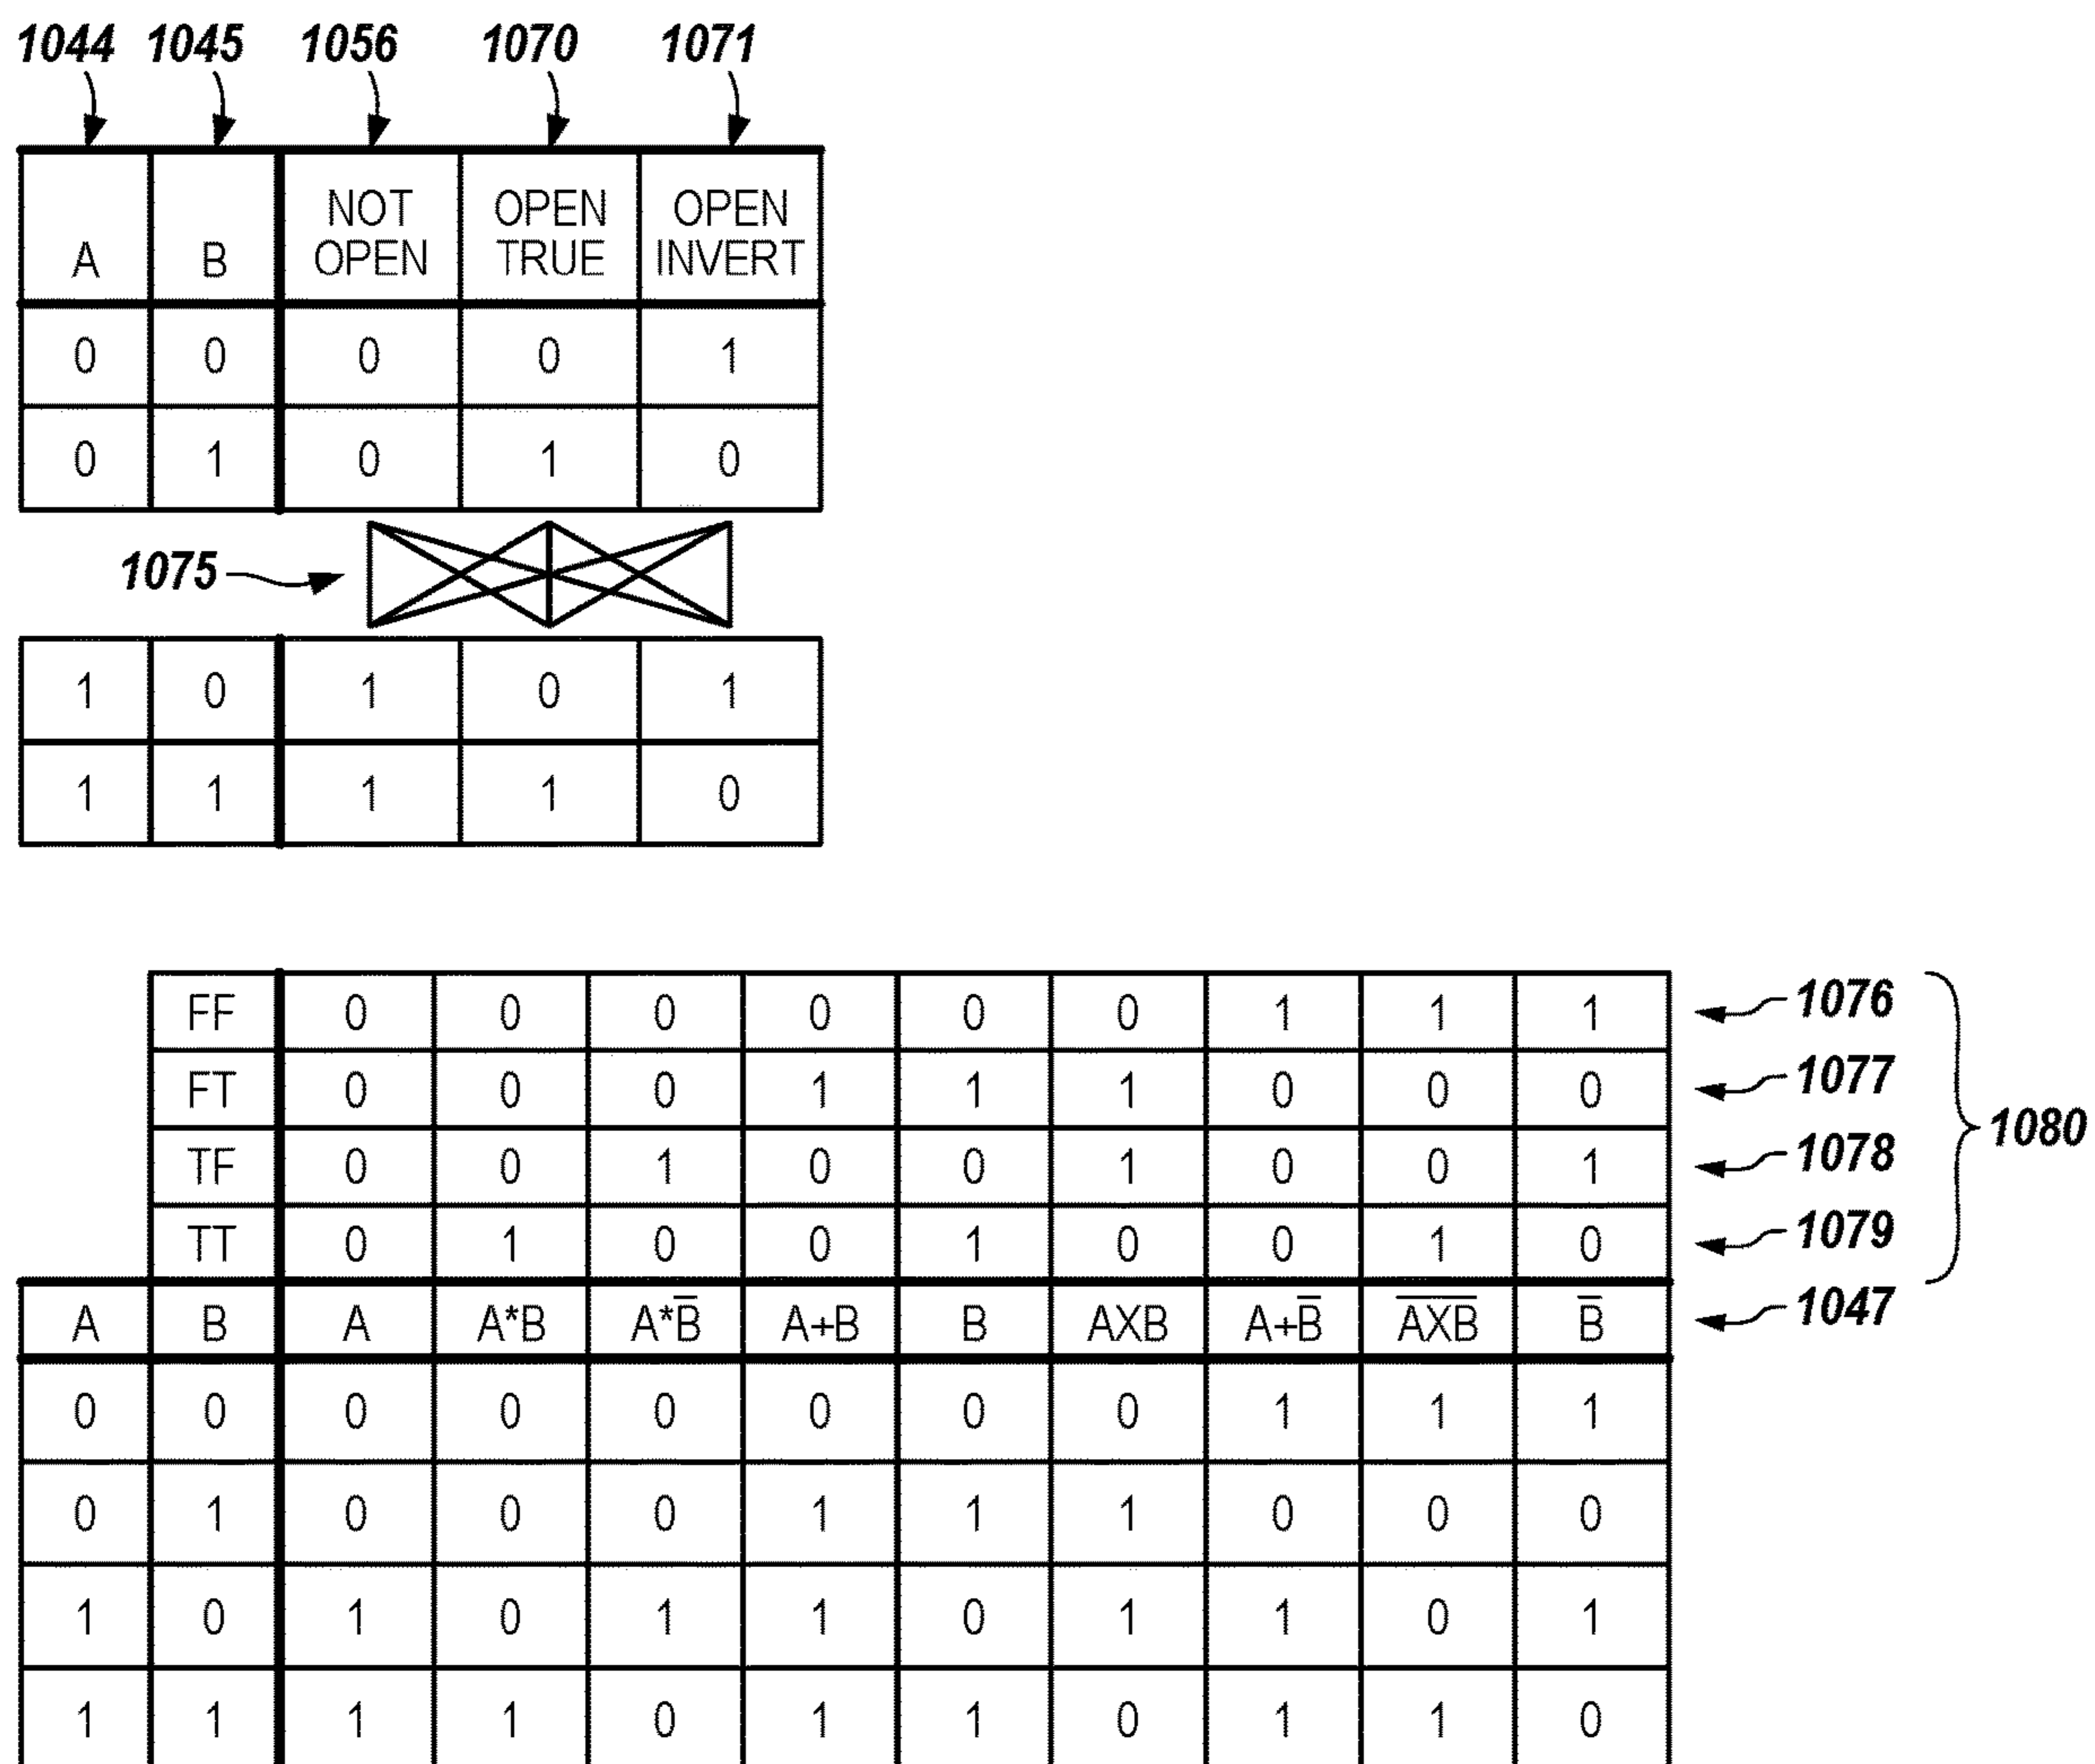 1044 1045 1056 1070 1071
A B NOT OPEN OPEN TRUE OPEN INVERT
0 0 0 0 1
0 1 0 1 0
1075
1 0 1 0 1
1 1 1 1 0
FF 0 0 0 0 0 0 1 1 1 1076
FT 0 0 0 1 1 1 0 0 0 1077
1080
TF 0 0 1 0 0 1 0 0 1 1078
TT 0 1 0 0 1 0 0 1 0 1079
A B A A*B A*B̅ A+B B AXB A+B̅ A̅X̅B̅ B̅ 1047
0 0 0 0 0 0 0 0 1 1 1
0 1 0 0 0 1 1 1 0 0 0
1 0 1 0 1 1 0 1 1 0 1
1 1 1 1 0 1 1 0 1 1 0